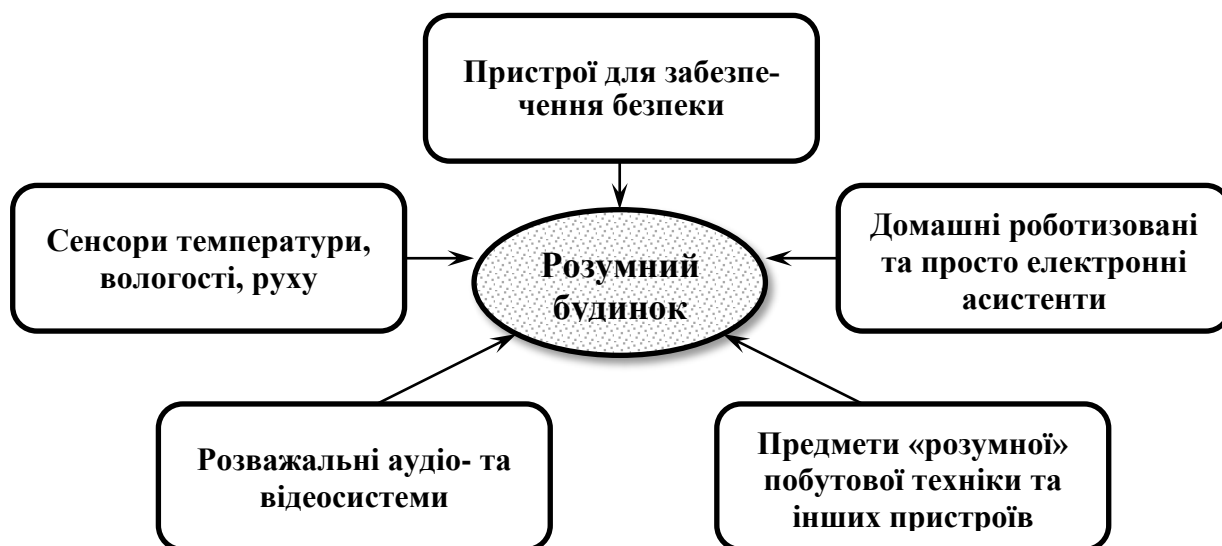 Пристрої для забезпе-
чення безпеки
Сенсори температури,
вологості, руху
Розумний
будинок
Домашні роботизовані
та просто електронні
асистенти
Розважальні аудіо- та
відеосистеми
Предмети «розумної»
побутової техніки та
інших пристроїв